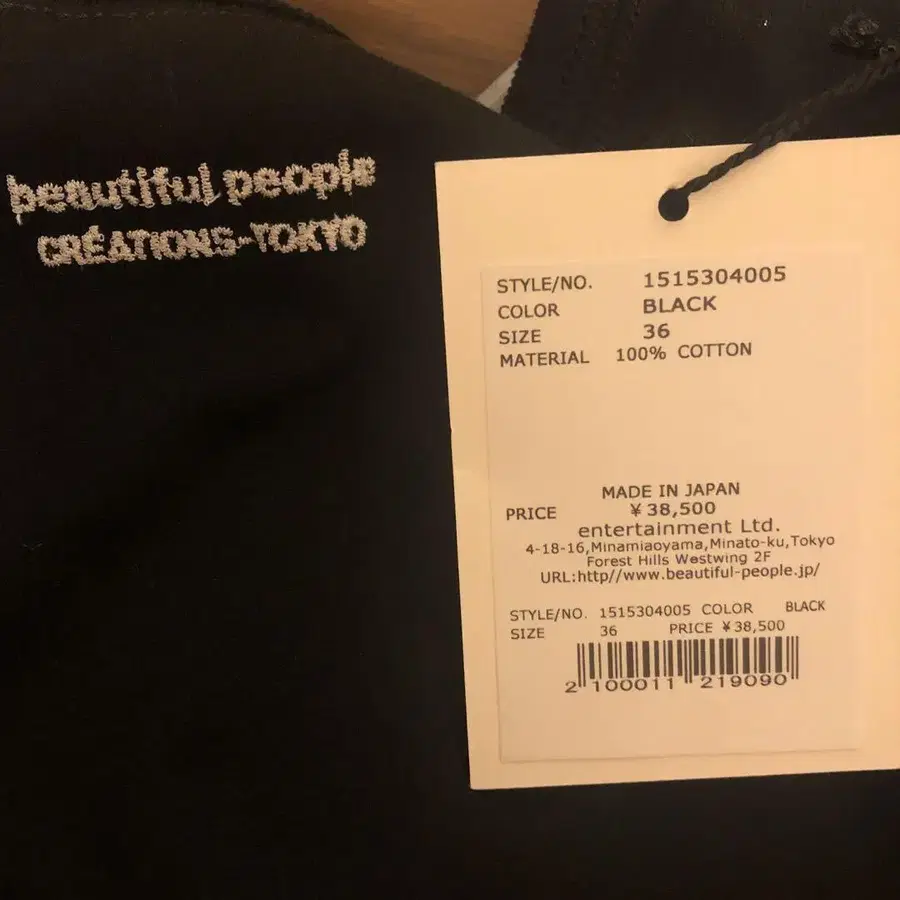 beautiful people
CRÉATIONS-TOKYO
STYLE/NO. 1515304005
COLOR BLACK
SIZE 36
MATERIAL 100% COTTON
MADE IN JAPAN
PRICE ¥38,500
entertainment Ltd.
4-18-16,Minamiaoyama,Minato-ku,Tokyo
Forest Hills Westwing 2F
URL:http//www.beautiful-people.jp/
STYLE/NO. 1515304005 COLOR BLACK
SIZE 36 PRICE ¥38,500
2 100011 219090